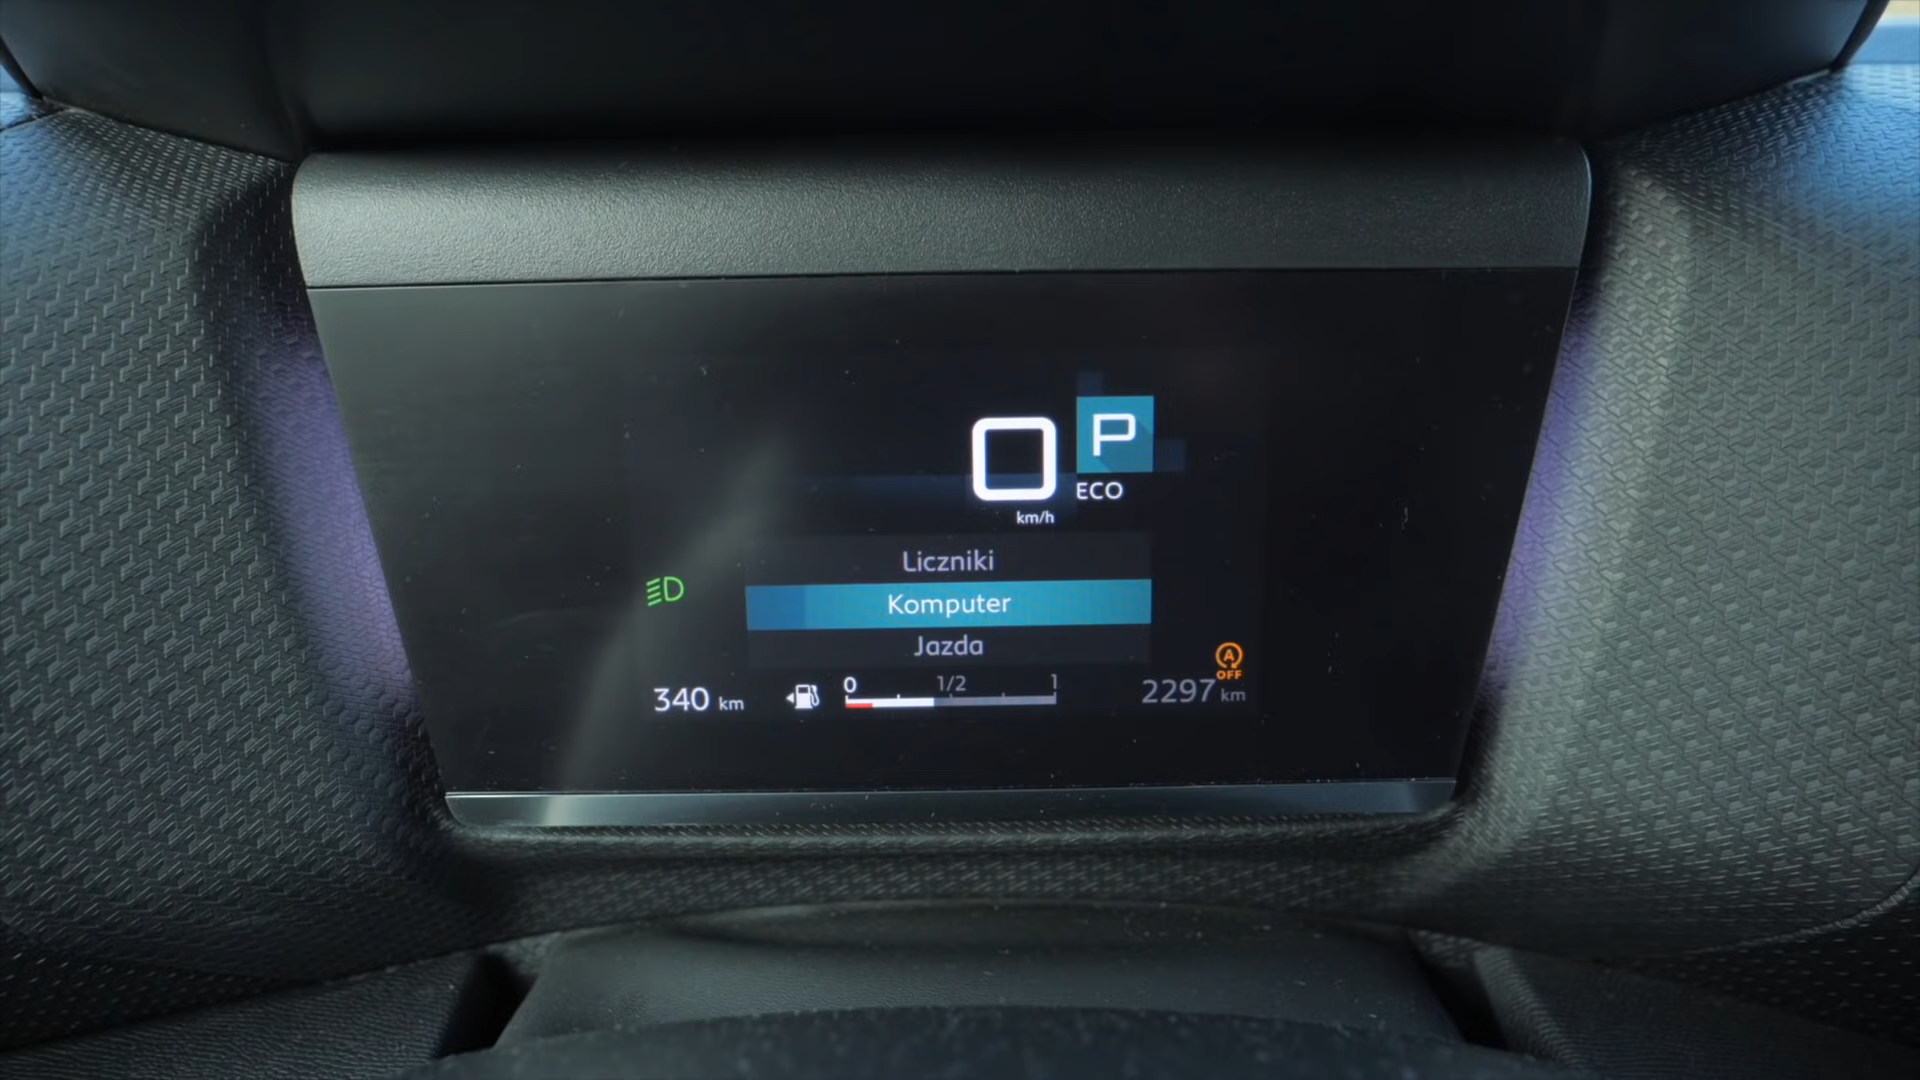 0 P
ECO
km/h
Liczniki
Komputer
Jazda
A
OFF
340 km 0 1/2 1 2297 km